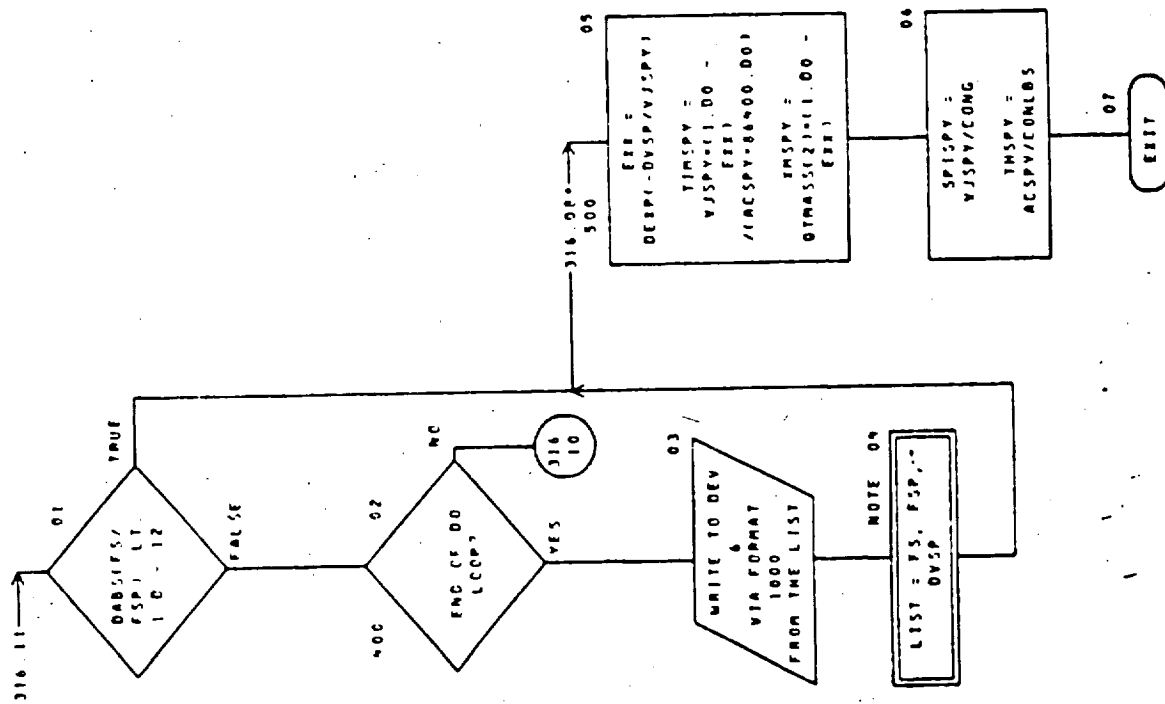 316.11
01
DABS(FS/
FSP) LT.
1.D - 12
TRUE
FALSE
02
400
END OF DO
LOOP?
NO
316
10
YES
03
WRITE TO DEV
6
VIA FORMAT
1000
FROM THE LIST
NOTE 04
LIST = FS, FSP,
DVSP
500
05
EXX =
DEXP(-DVSP/VJSPY)
TIMSPY =
VJSPY*(1.D0 -
EXX)
/(ACSPY*86400.D0)
XMSPY =
OTMASS(2)*(1.D0 -
EXX)
06
SPISPY =
VJSPY/CONG
THSPY =
ACSPY/CONLBS
07
EXIT